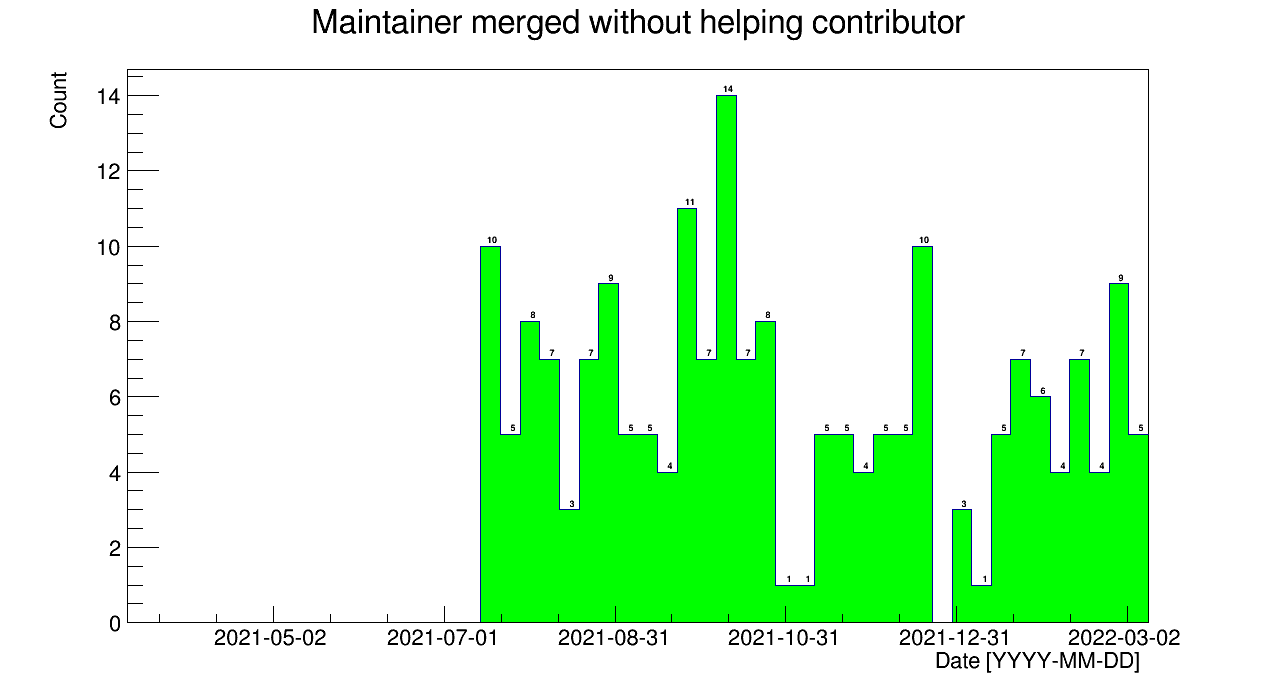 Maintainer merged without helping contributor
Count
14
12
10
8
6
4
2
0
10 5 8 7 3 7 9 5 5 4 11 7 14 7 8 1 1 5 5 4 5 5 10 3 1 5 7 6 4 7 4 9 5
2021-05-02 2021-07-01 2021-08-31 2021-10-31 2021-12-31 2022-03-02
Date [YYYY-MM-DD]